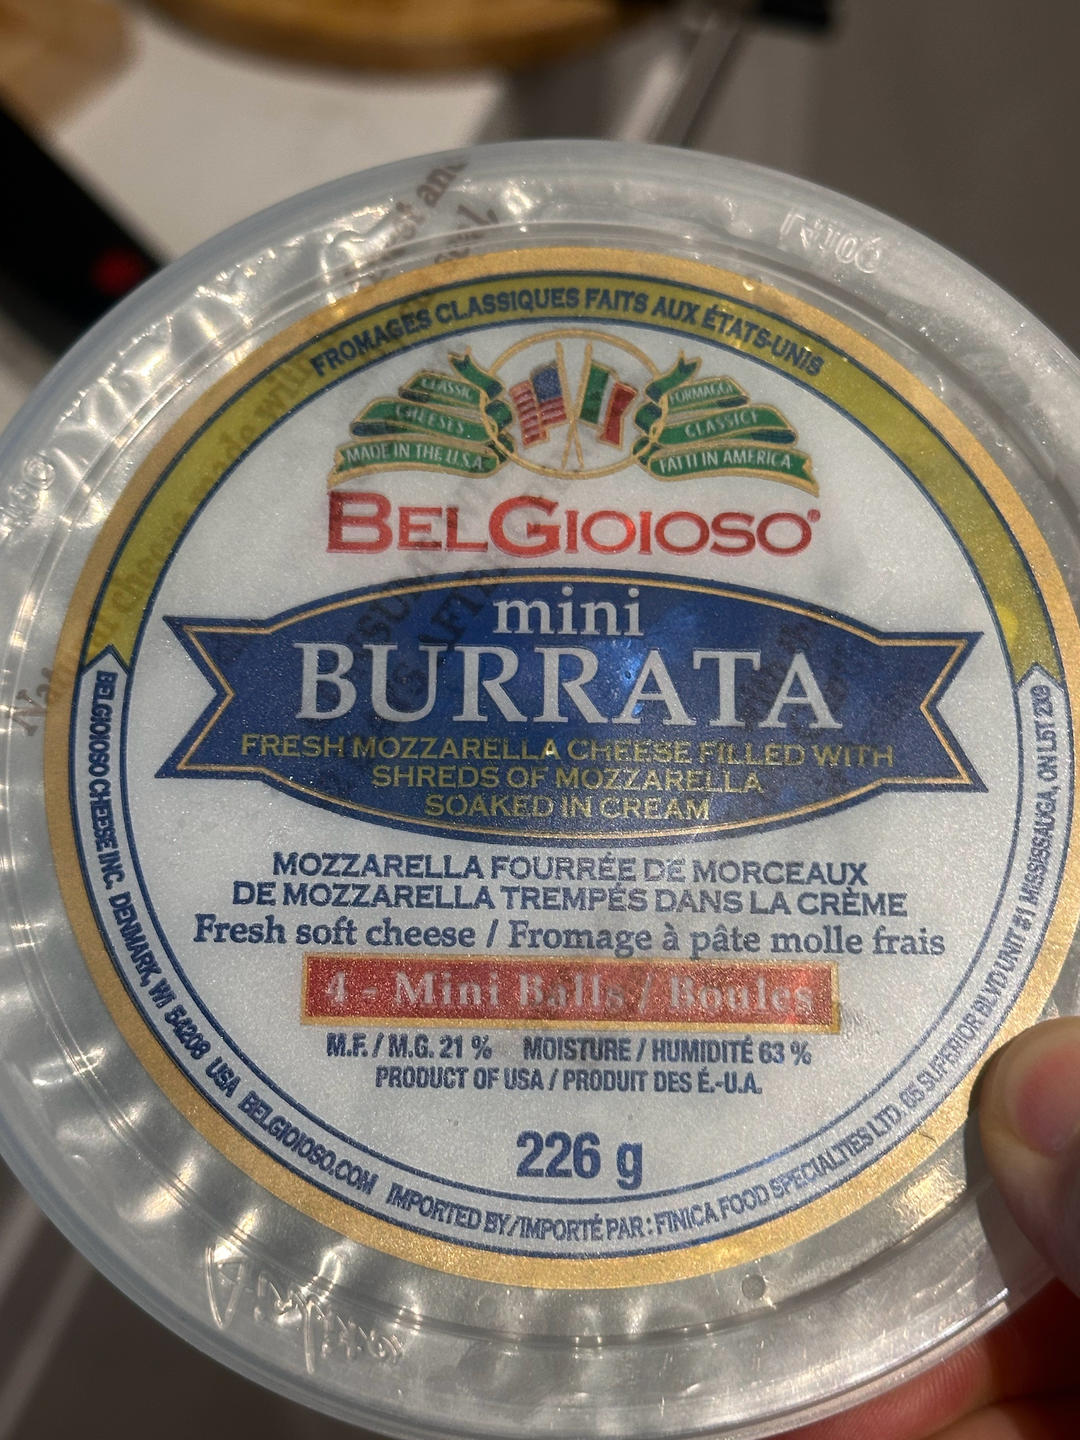 FROMAGES CLASSIQUES FAITS AUX ÉTATS-UNIS
CLASSIC
CHEESES
MADE IN THE U.S.A.
FORMAGGI
CLASSICI
FATTI IN AMERICA
BELGIOIOSO®
mini
BURRATA
FRESH MOZZARELLA CHEESE FILLED WITH
SHREDS OF MOZZARELLA
SOAKED IN CREAM
MOZZARELLA FOURRÉE DE MORCEAUX
DE MOZZARELLA TREMPÉS DANS LA CRÈME
Fresh soft cheese / Fromage à pâte molle frais
4 - Mini Balls / Boules
M.F. / M.G. 21 % MOISTURE / HUMIDITÉ 63 %
PRODUCT OF USA / PRODUIT DES É.-U.A.
226 g
BELGIOIOSO CHEESE INC. DENMARK, WI 54208 USA BELGIOIOSO.COM IMPORTED BY/IMPORTÉ PAR: FINICA FOOD SPECIALTIES LTD. 65 SUPERIOR BLVD UNIT #1 MISSISSAUGA, ON L5T 2X9